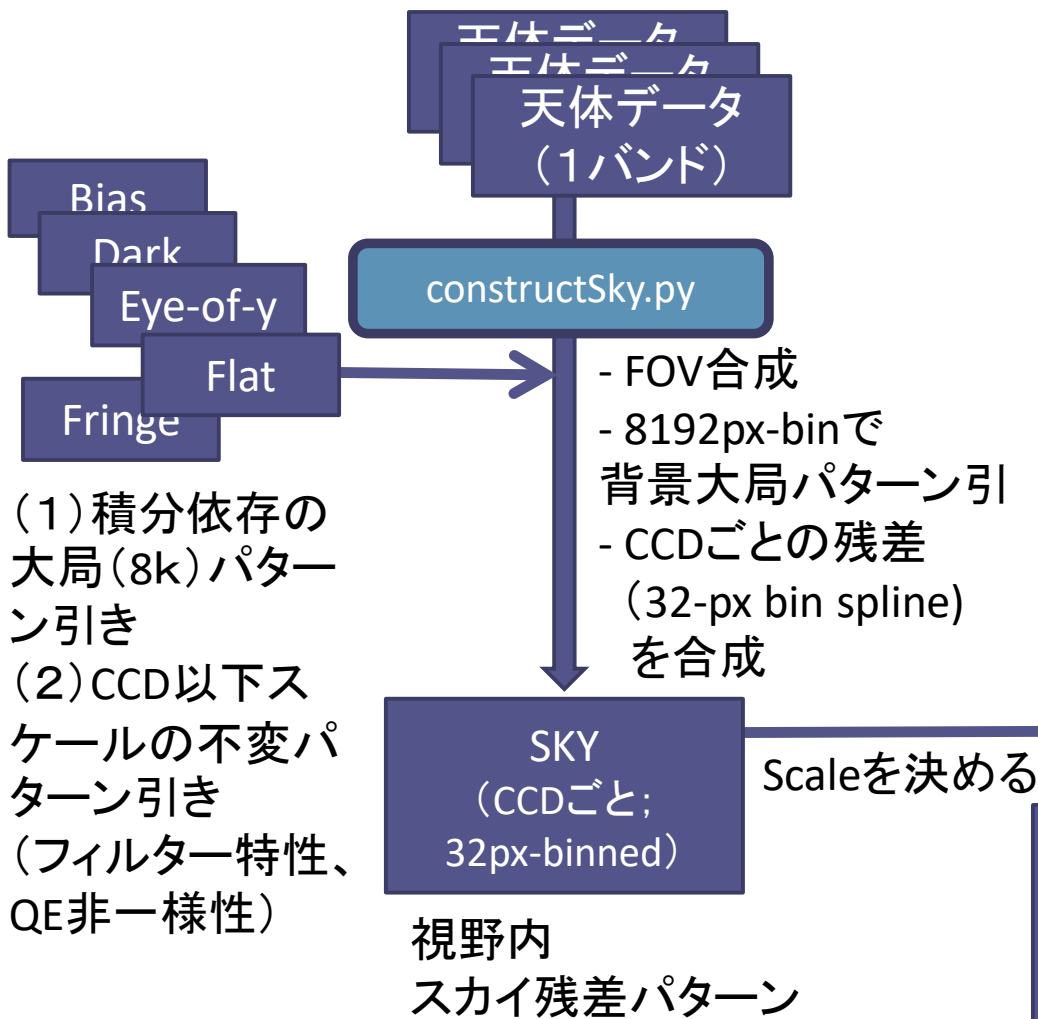 天体データ
天体データ
天体データ
（１バンド）
Bias
Dark
Eye-of-y
Flat
Fringe
constructSky.py
- FOV合成
- 8192px-binで
背景大局パターン引
- CCDごとの残差
（32-px bin spline)
を合成
（１）積分依存の
大局（8k）パター
ン引き
（２）CCD以下ス
ケールの不変パ
ターン引き
（フィルター特性、
QE非一様性）
SKY
（CCDごと;
32px-binned）
Scaleを決める
視野内
スカイ残差パターン